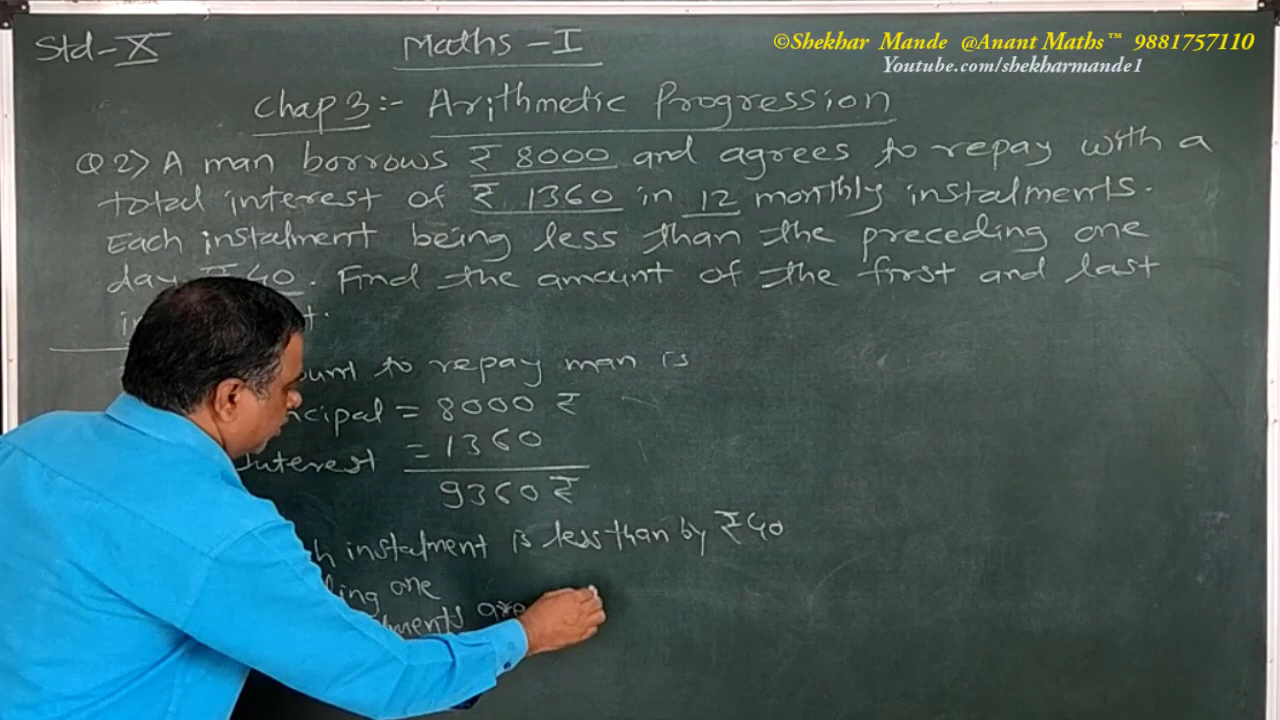 ©Shekhar Mande @Anant Maths™ 9881757110
Youtube.com/shekharmande1
Std-X Maths-I
Chap 3:- Arithmetic Progression
Q2) A man borrows ₹ 8000 and agrees to repay with a
total interest of ₹ 1360 in 12 monthly instalments.
Each instalment being less than the preceding one
day ₹ 40. Find the amount of the first and last
to repay man is
= 8000 ₹
Interest = 1360
9360 ₹
instalment is less than by ₹ 40
one
are